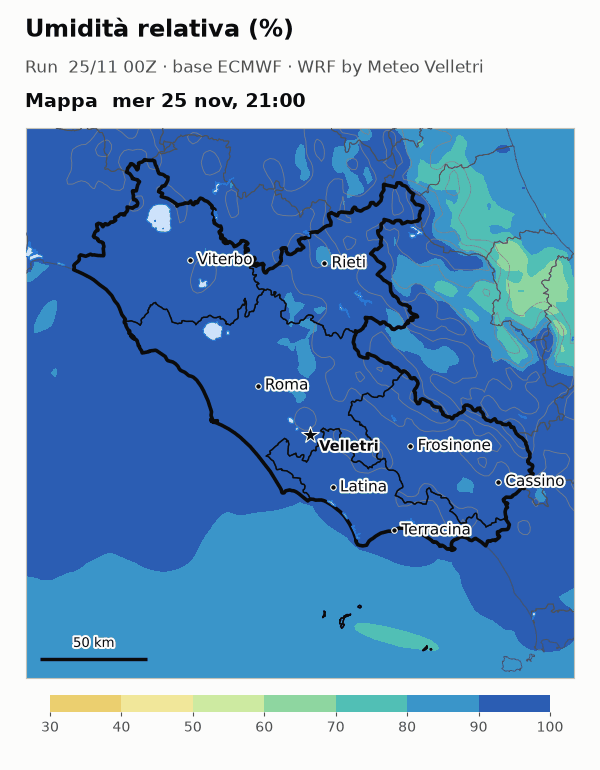 Umidità relativa (%)
Run  25/11 00Z · base ECMWF · WRF by Meteo Velletri
Mappa  mer 25 nov, 21:00
Viterbo
Rieti
Roma
Velletri
Frosinone
Cassino
Latina
Terracina
50 km
30 40 50 60 70 80 90 100